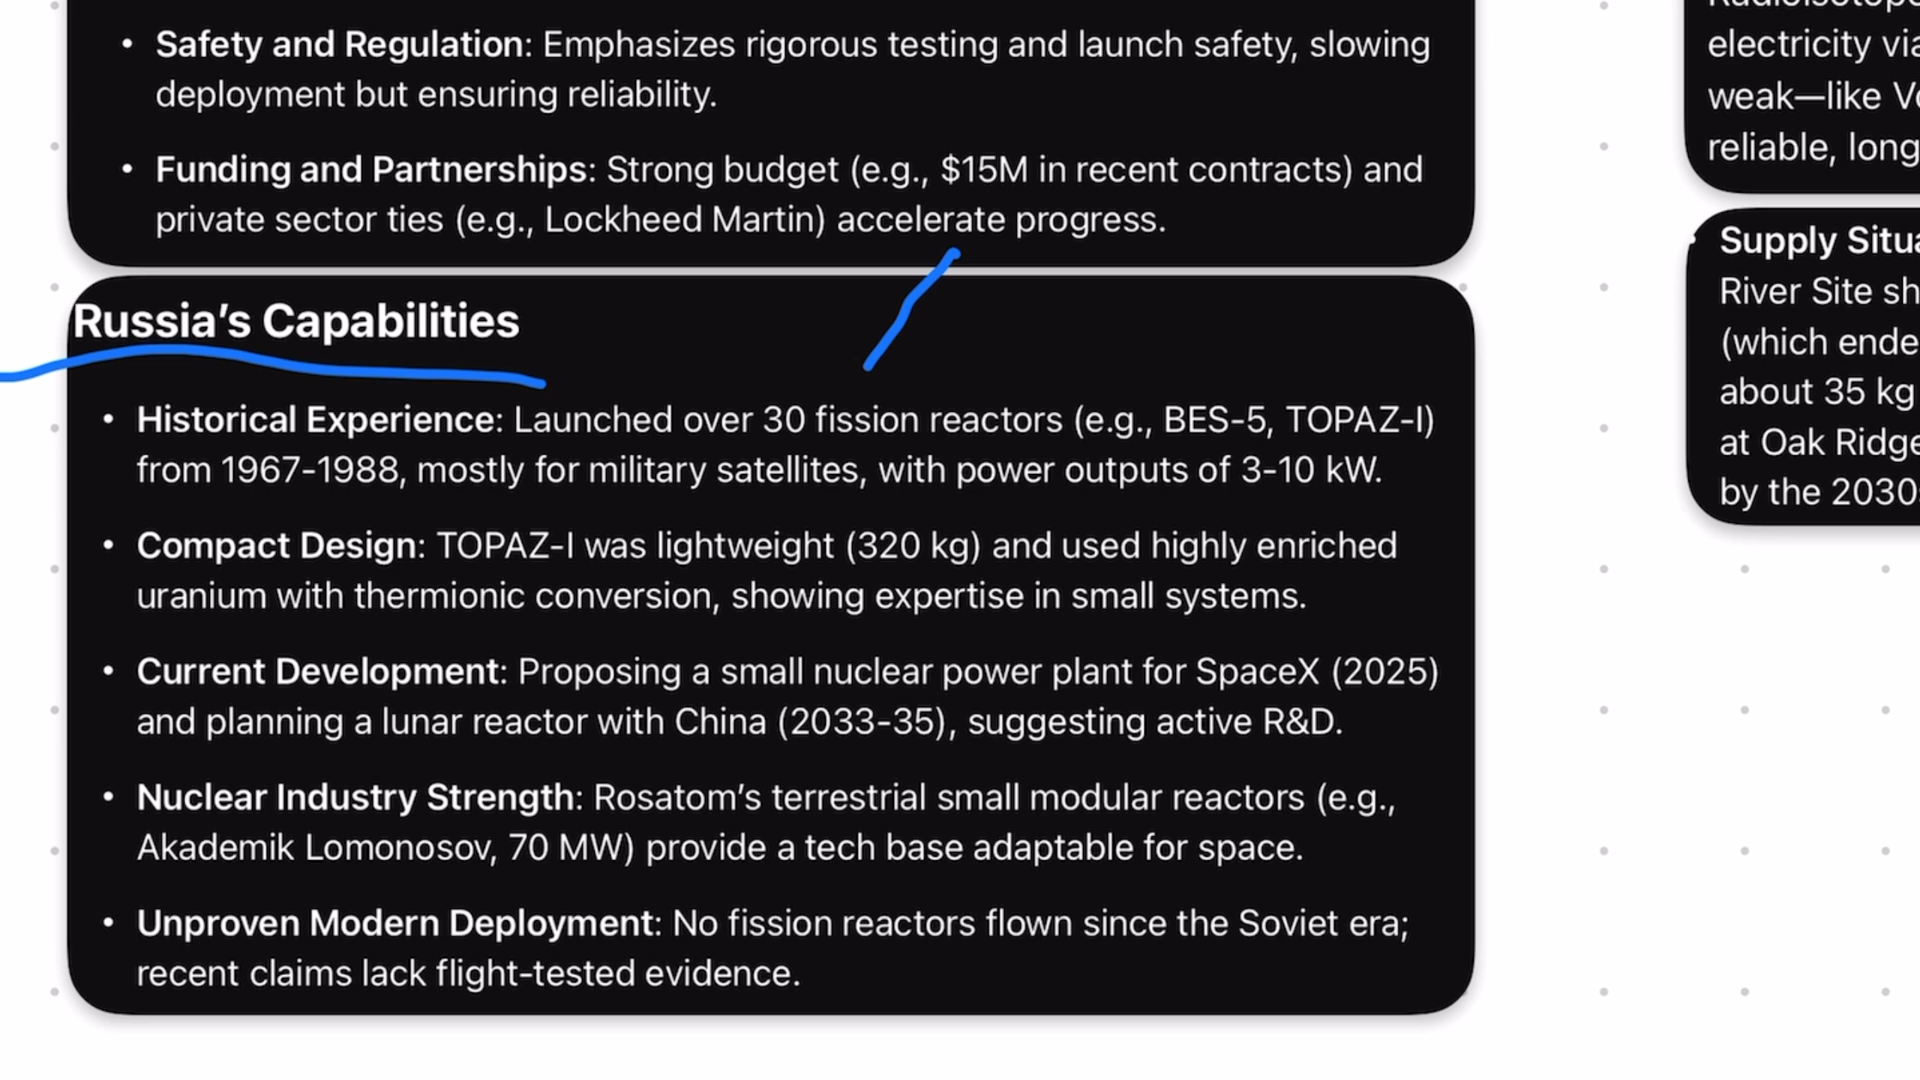 • Safety and Regulation: Emphasizes rigorous testing and launch safety, slowing
deployment but ensuring reliability.
• Funding and Partnerships: Strong budget (e.g., $15M in recent contracts) and
private sector ties (e.g., Lockheed Martin) accelerate progress.
Russia’s Capabilities
• Historical Experience: Launched over 30 fission reactors (e.g., BES-5, TOPAZ-I)
from 1967-1988, mostly for military satellites, with power outputs of 3-10 kW.
• Compact Design: TOPAZ-I was lightweight (320 kg) and used highly enriched
uranium with thermionic conversion, showing expertise in small systems.
• Current Development: Proposing a small nuclear power plant for SpaceX (2025)
and planning a lunar reactor with China (2033-35), suggesting active R&D.
• Nuclear Industry Strength: Rosatom’s terrestrial small modular reactors (e.g.,
Akademik Lomonosov, 70 MW) provide a tech base adaptable for space.
• Unproven Modern Deployment: No fission reactors flown since the Soviet era;
recent claims lack flight-tested evidence.
electricity via
weak—like
reliable, long
• Supply
River Site
(which
about 35 kg
at Oak Ridge
by the